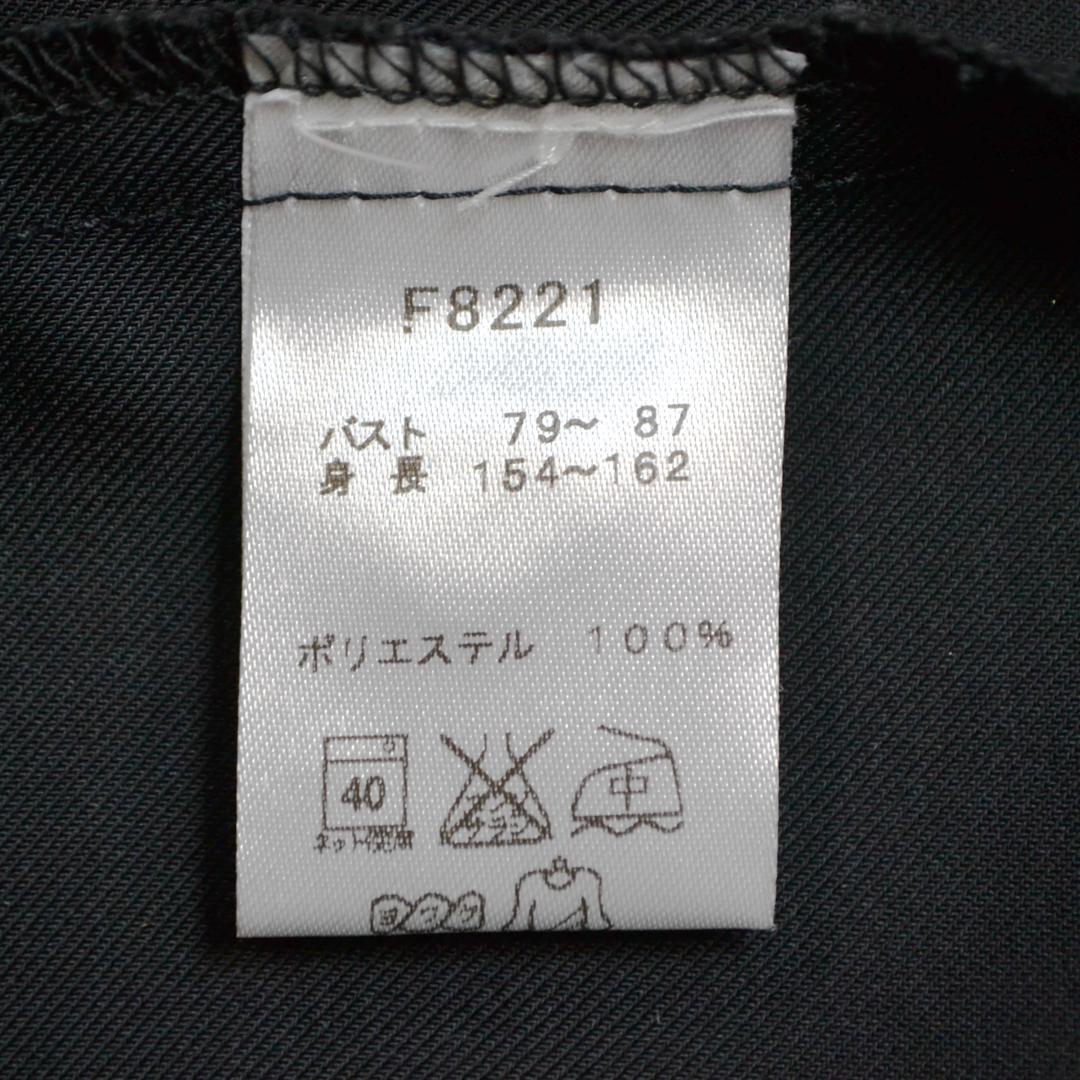 F8221
バスト 79～ 87
身 長 154～162
ポリエステル 100%
40
中
ネット使用